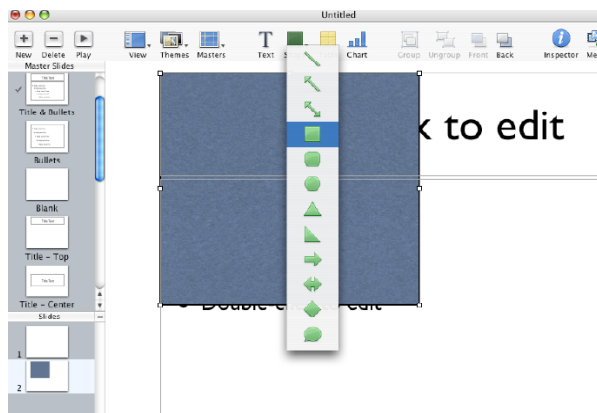 Untitled
New Delete Play View Themes Masters Text Chart Group Ungroup Front Back Inspector
Master Slides
Title & Bullets
Bullets
Blank
Title - Top
Title - Center
Slides
1
2
to edit